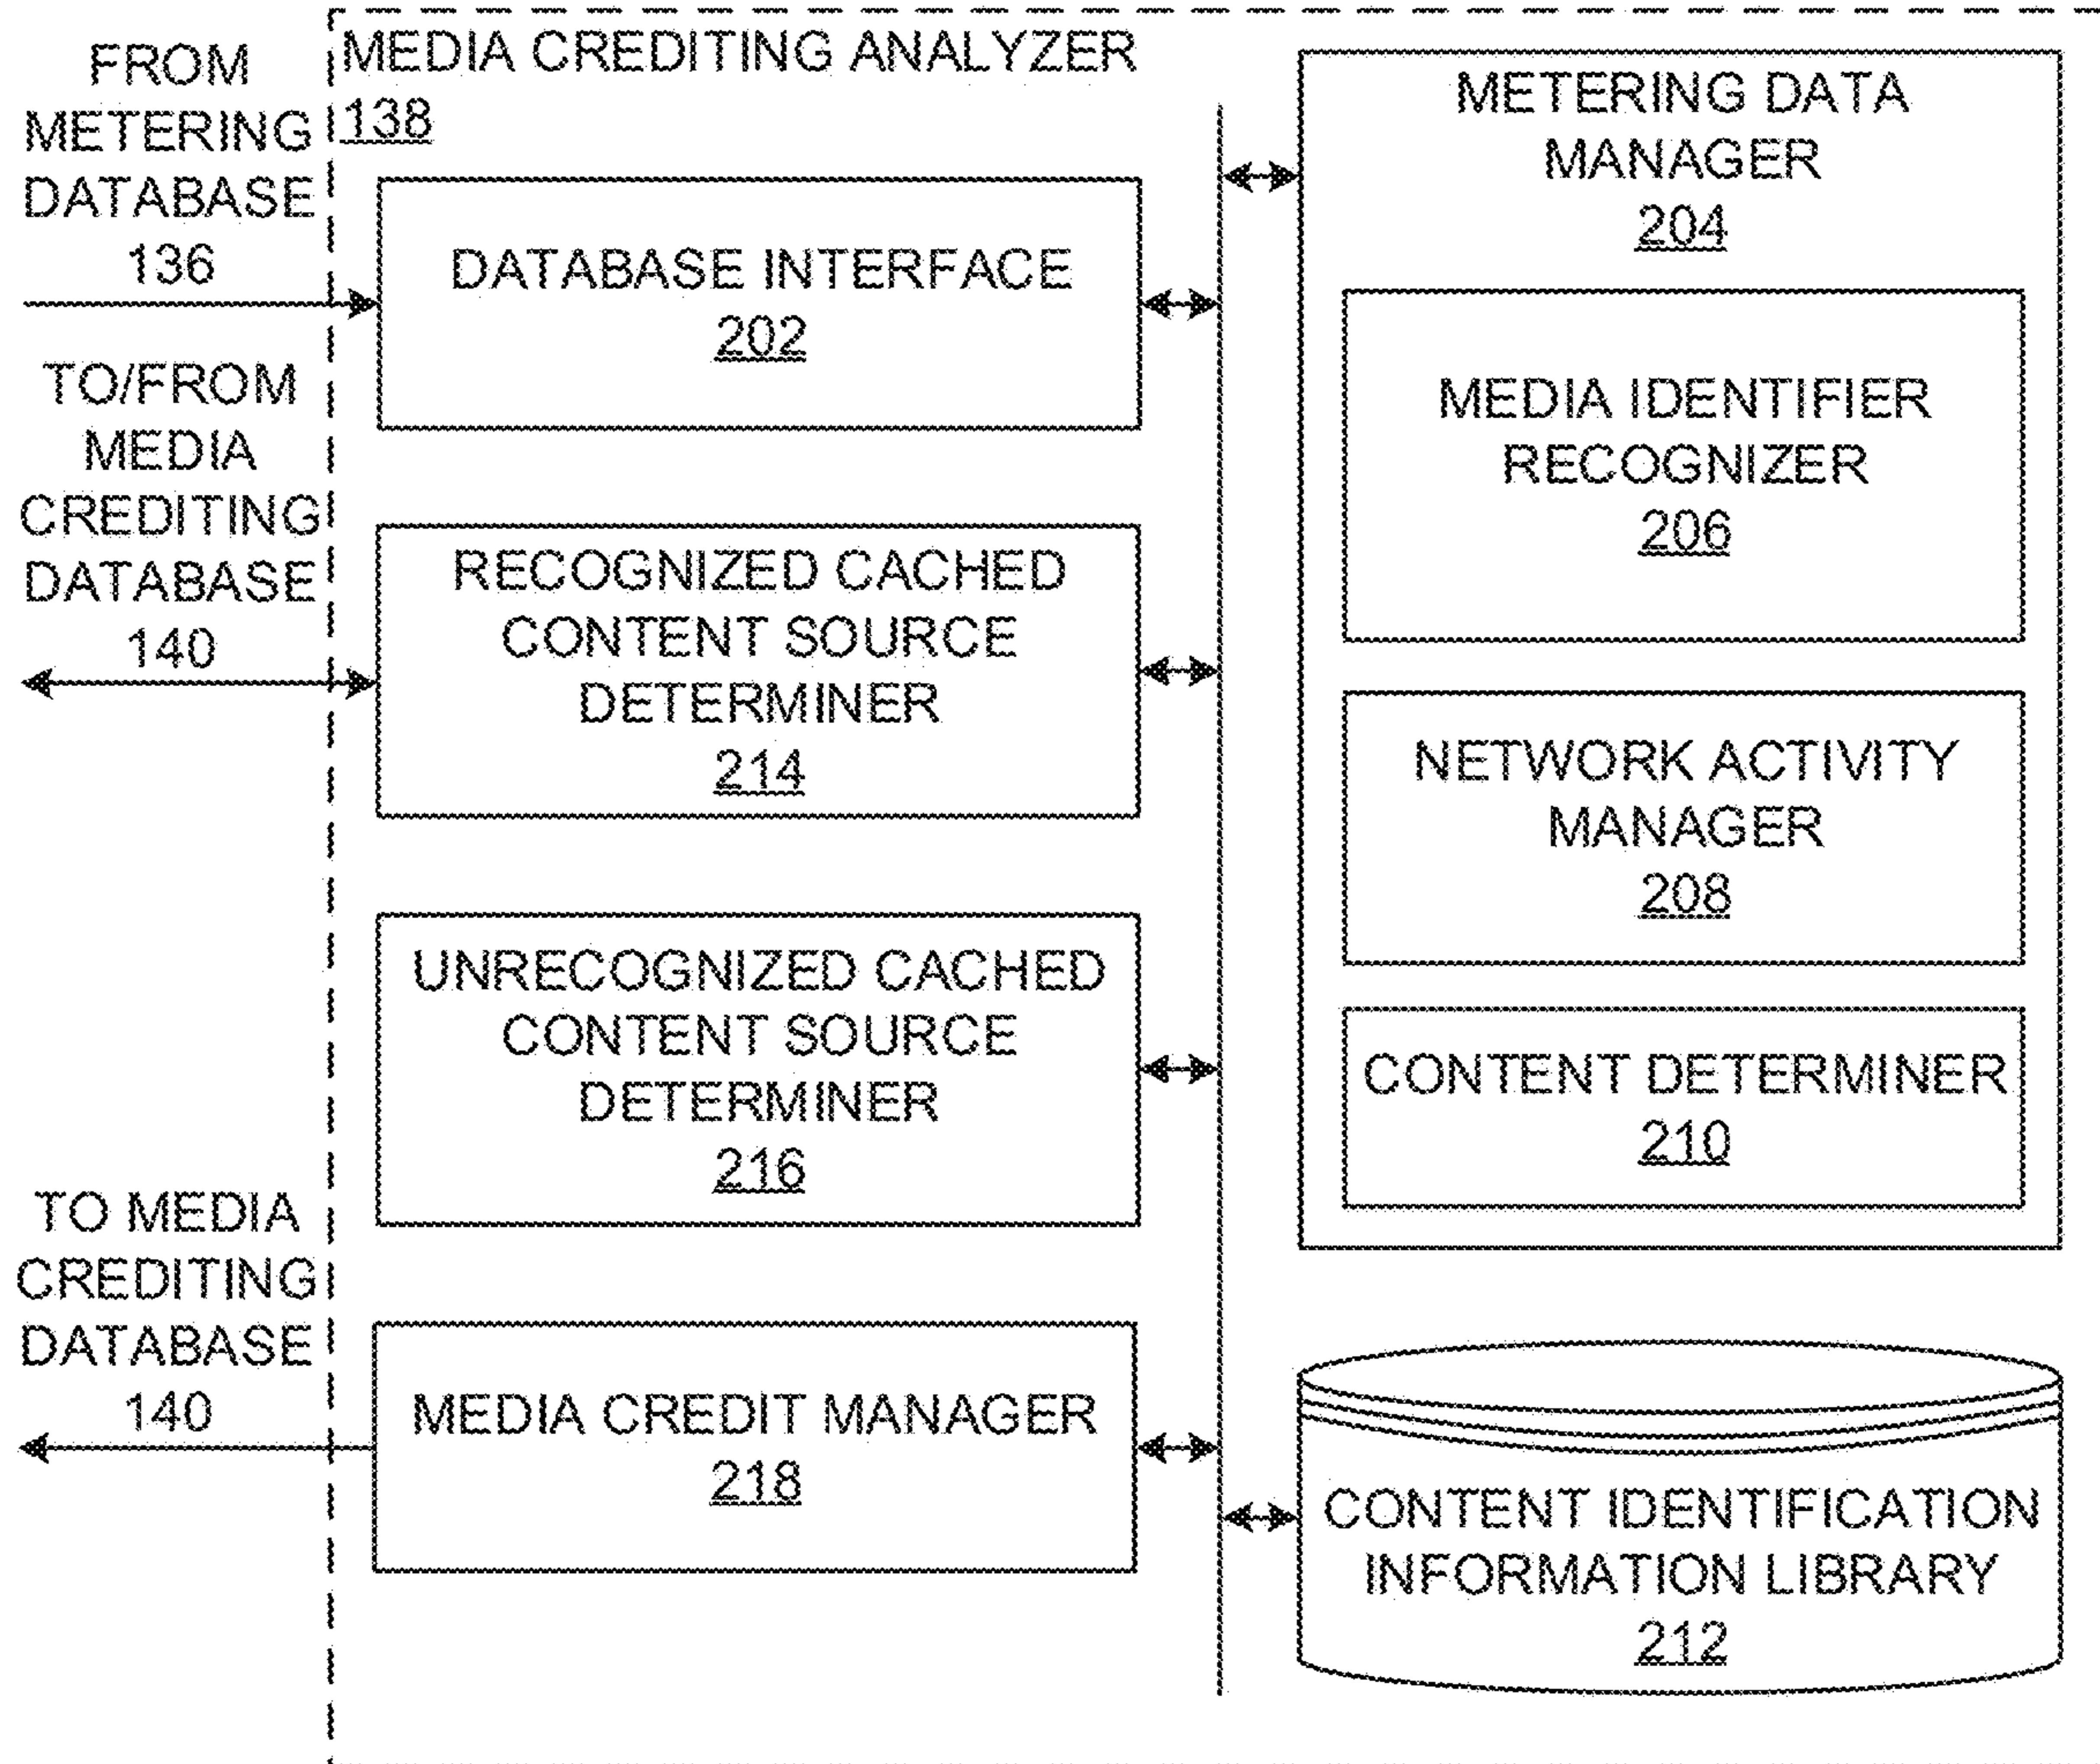 FROM
METERING
DATABASE
136
TO/FROM
MEDIA
CREDITING
DATABASE
140
TO MEDIA
CREDITING
DATABASE
140
MEDIA CREDITING ANALYZER
138
DATABASE INTERFACE
202
RECOGNIZED CACHED
CONTENT SOURCE
DETERMINER
214
UNRECOGNIZED CACHED
CONTENT SOURCE
DETERMINER
216
MEDIA CREDIT MANAGER
218
METERING DATA
MANAGER
204
MEDIA IDENTIFIER
RECOGNIZER
206
NETWORK ACTIVITY
MANAGER
208
CONTENT DETERMINER
210
CONTENT IDENTIFICATION
INFORMATION LIBRARY
212